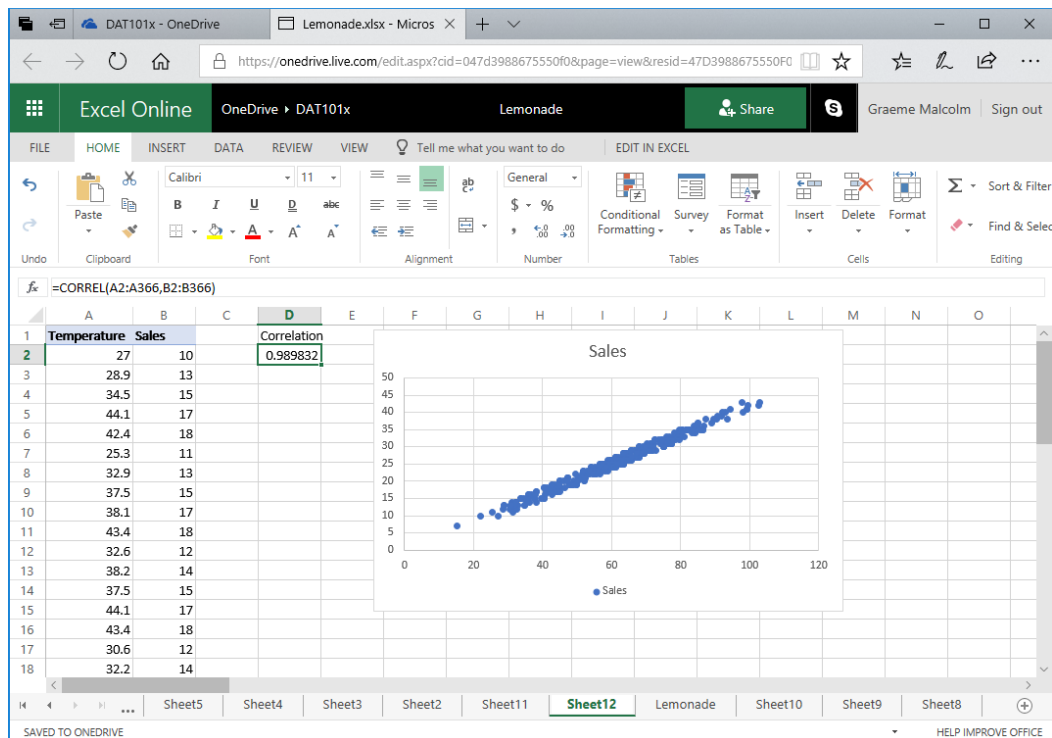 DAT101x - OneDrive
Lemonade.xlsx - Micros
https://onedrive.live.com/edit.aspx?cid=047d3988675550f0&page=view&resid=47D3988675550F0
Excel Online OneDrive DAT101x Lemonade Share Graeme Malcolm Sign out
FILE HOME INSERT DATA REVIEW VIEW Tell me what you want to do EDIT IN EXCEL
Paste
Calibri 11
B I U D abc
A A A
ab
General
$ %
, .00 .00
Conditional Formatting
Survey
Format as Table
Insert
Delete
Format
Σ Sort & Filter
Find & Selec
Undo Clipboard Font Alignment Number Tables Cells Editing
fx =CORREL(A2:A366,B2:B366)
A B C D E F G H I J K L M N O
1 Temperature Sales Correlation
2 27 10 0.989832
3 28.9 13
4 34.5 15
5 44.1 17
6 42.4 18
7 25.3 11
8 32.9 13
9 37.5 15
10 38.1 17
11 43.4 18
12 32.6 12
13 38.2 14
14 37.5 15
15 44.1 17
16 43.4 18
17 30.6 12
18 32.2 14
Sales
50
45
40
35
30
25
20
15
10
5
0
0 20 40 60 80 100 120
Sales
... Sheet5 Sheet4 Sheet3 Sheet2 Sheet11 Sheet12 Lemonade Sheet10 Sheet9 Sheet8
SAVED TO ONEDRIVE HELP IMPROVE OFFICE